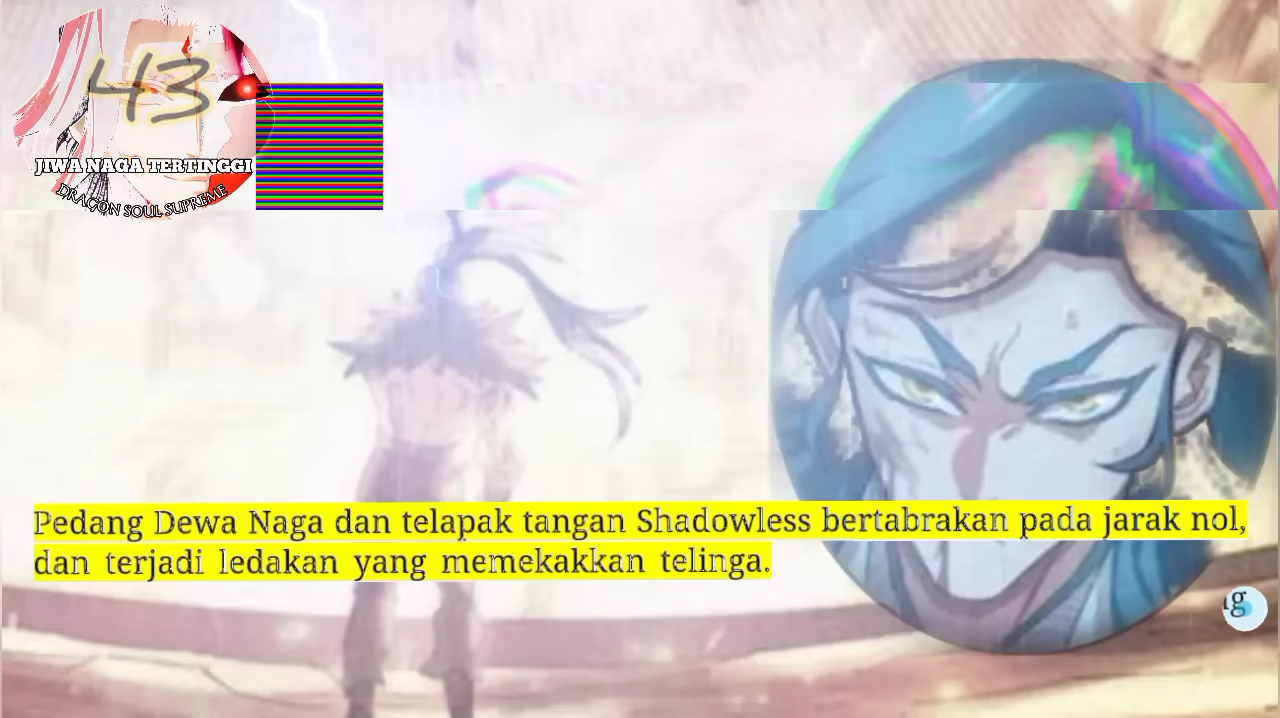 43
JIWA NAGA TERTINGGI
DRAGON SOUL SUPREME
Pedang Dewa Naga dan telapak tangan Shadowless bertabrakan pada jarak nol,
dan terjadi ledakan yang memekakkan telinga.
g